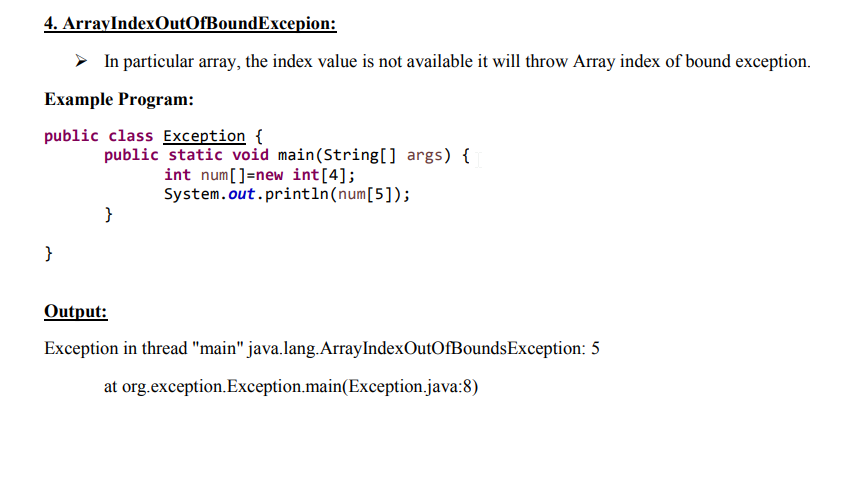 4. ArrayIndexOutOfBoundExcepion:
➢ In particular array, the index value is not available it will throw Array index of bound exception.
Example Program:
public class Exception {
public static void main(String[] args) {
int num[]=new int[4];
System.out.println(num[5]);
}
}
Output:
Exception in thread "main" java.lang.ArrayIndexOutOfBoundsException: 5
at org.exception.Exception.main(Exception.java:8)